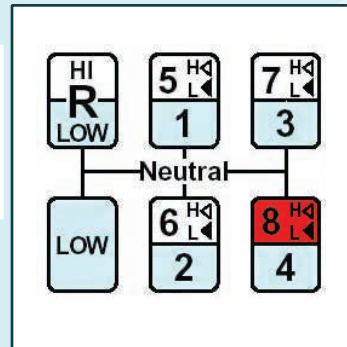 HI
R
LOW
5 H◁
L◀
1
7 H◁
L◀
3
Neutral
LOW
6 H◁
L◀
2
8 H◁
L◀
4